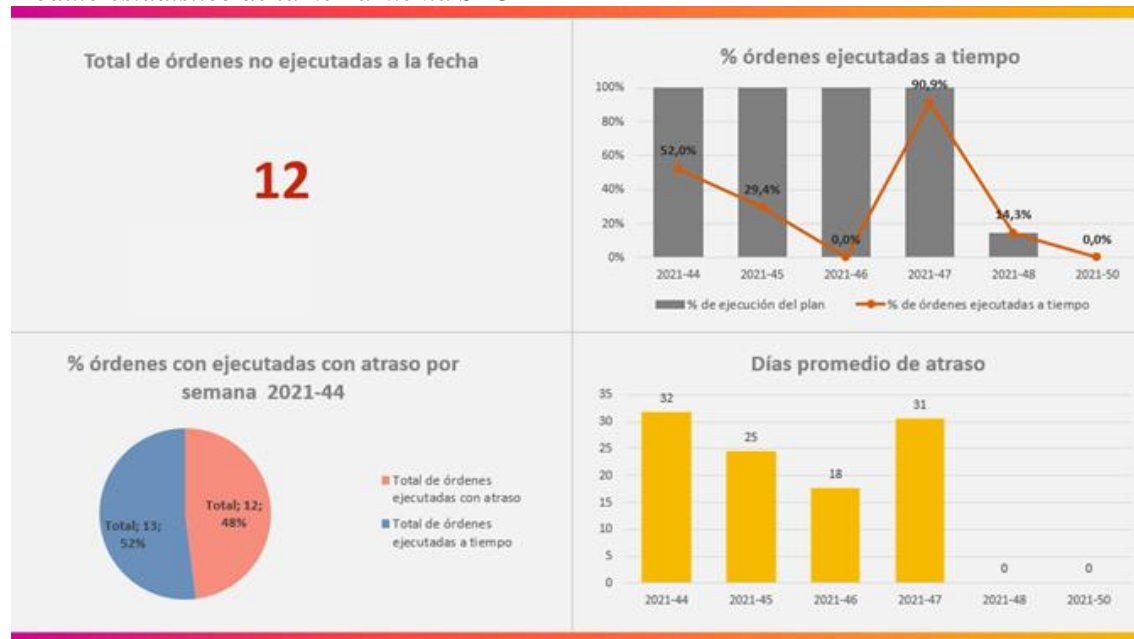 Total de órdenes no ejecutadas a la fecha
12
% órdenes ejecutadas a tiempo
100%
80%
60%
40%
20%
0%
52,0%
29,4%
0,0%
90,9%
14,3%
0,0%
2021-44 2021-45 2021-46 2021-47 2021-48 2021-50
% de ejecución del plan % de órdenes ejecutadas a tiempo
% órdenes con ejecutadas con atraso por
semana 2021-44
Total; 12;
48%
Total; 13;
52%
Total de órdenes
ejecutadas con atraso
Total de órdenes
ejecutadas a tiempo
Días promedio de atraso
35
30
25
20
15
10
5
0
32
25
18
31
0
0
2021-44 2021-45 2021-46 2021-47 2021-48 2021-50